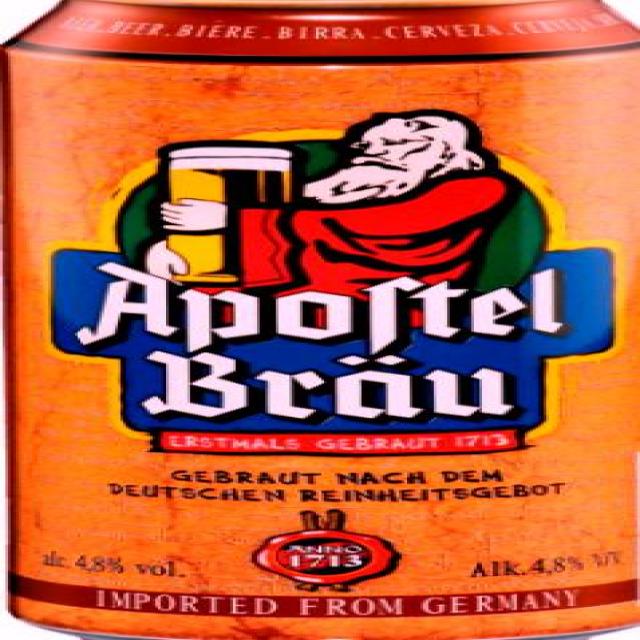 BEER.BIÈRE.BIRRA.CERVEZA.CERVEJA
Apoſtel
Bräu
ERSTMALS GEBRAUT 1713
GEBRAUT NACH DEM
DEUTSCHEN REINHEITSGEBOT
ANNO
1713
alc. 4,8% vol.
Alk. 4,8% V/V
IMPORTED FROM GERMANY